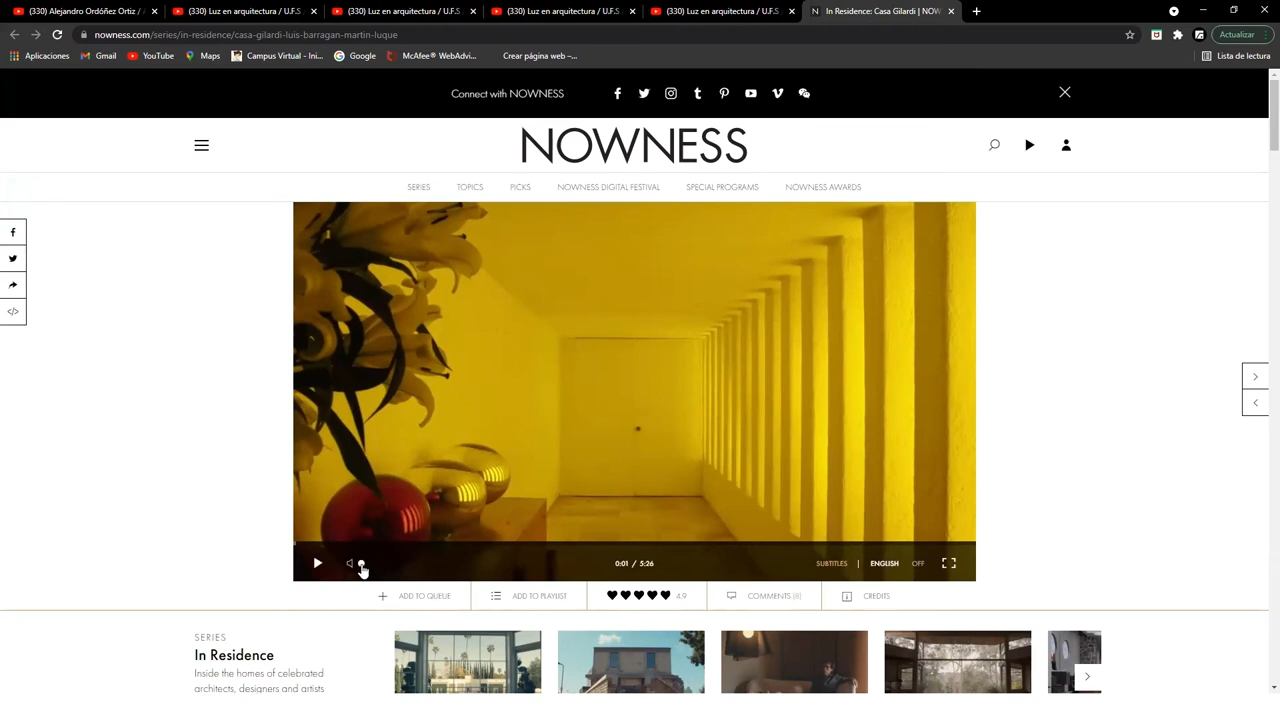 (330) Alejandro Ordóñez Ortiz /
(330) Luz en arquitectura / U.F.S.
(330) Luz en arquitectura / U.F.S.
(330) Luz en arquitectura / U.F.S.
(330) Luz en arquitectura / U.F.S.
In Residence: Casa Gilardi | NOW
nowness.com/series/in-residence/casa-gilardi-luis-barragan-martin-luque
Actualizar
Aplicaciones
Gmail
YouTube
Maps
Campus Virtual - Ini...
Google
McAfee® WebAdvi...
Crear página de –...
Lista de lectura
Connect with NOWNESS
NOWNESS
SERIES
TOPICS
PICKS
NOWNESS DIGITAL FESTIVAL
SPECIAL PROGRAMS
NOWNESS AWARDS
0:01 / 5:26
SUBTITLES | ENGLISH OFF
ADD TO QUEUE
ADD TO PLAYLIST
4.9
COMMENTS (8)
CREDITS
SERIES
In Residence
Inside the homes of celebrated
architects, designers and artists